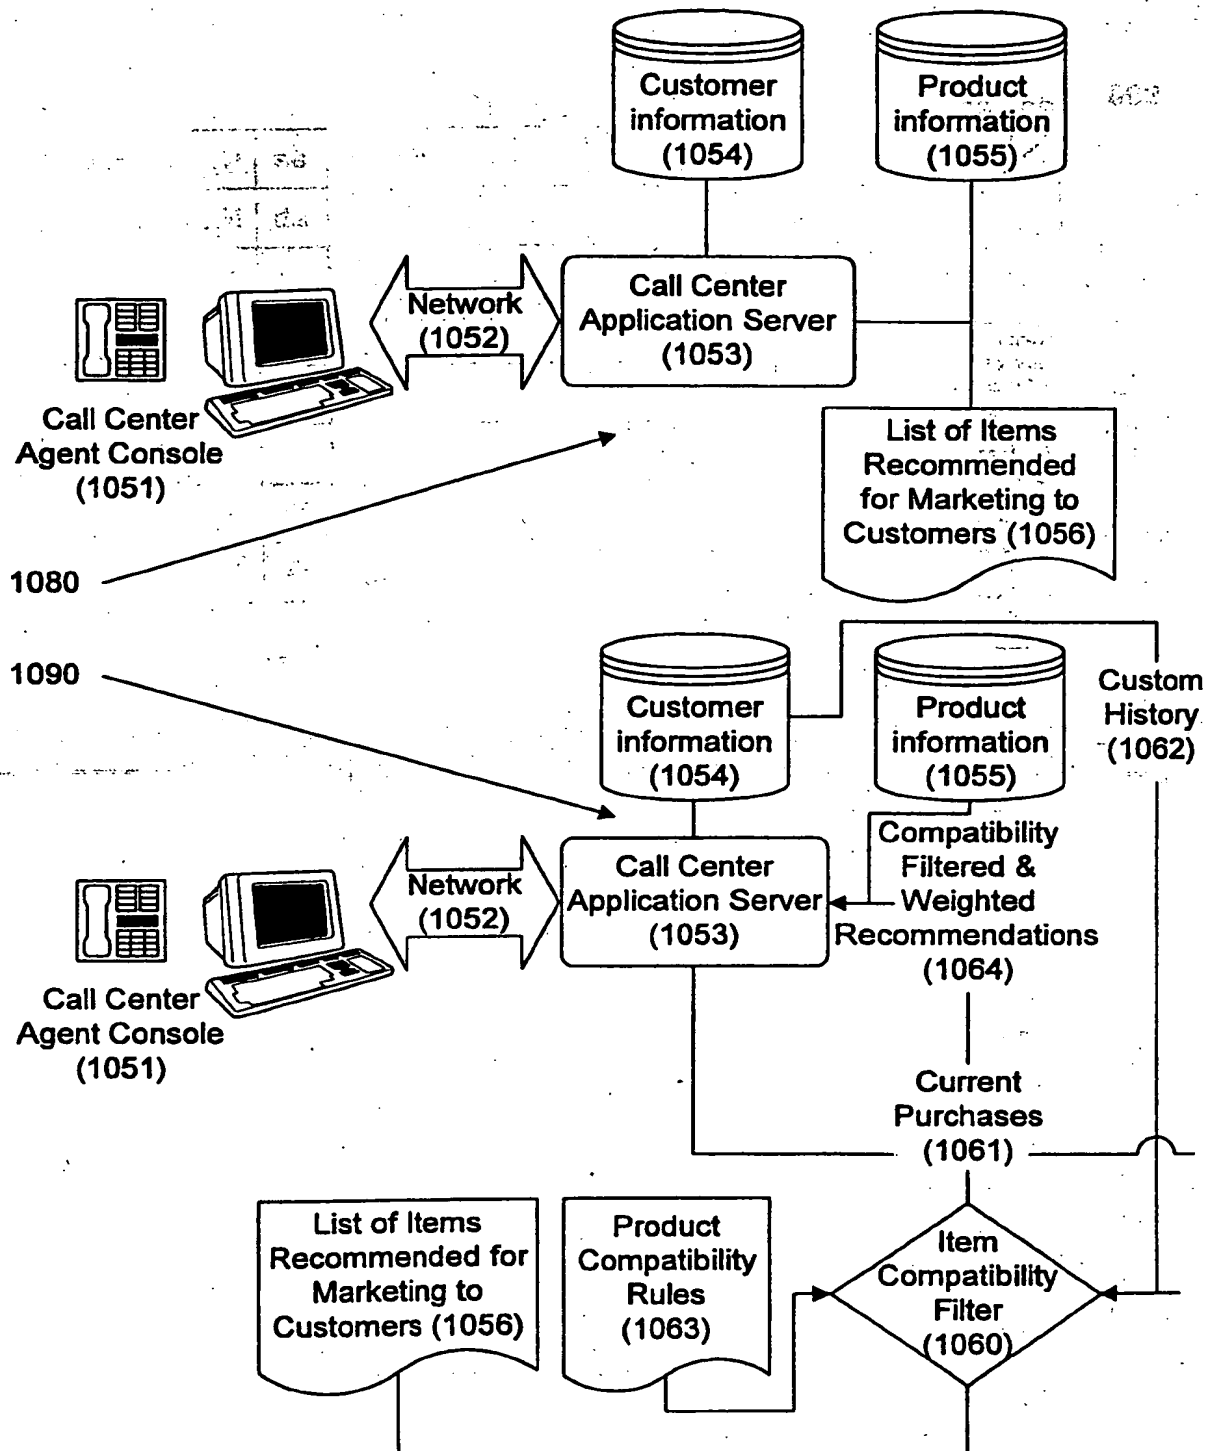 Customer
information
(1054)
Product
information
(1055)
Network
(1052)
Call Center
Application Server
(1053)
Call Center
Agent Console
(1051)
List of Items
Recommended
for Marketing to
Customers (1056)
1080
1090
Customer
information
(1054)
Product
information
(1055)
Custom
History
(1062)
Compatibility
Filtered &
Weighted
Recommendations
(1064)
Network
(1052)
Call Center
Application Server
(1053)
Call Center
Agent Console
(1051)
Current
Purchases
(1061)
List of Items
Recommended for
Marketing to
Customers (1056)
Product
Compatibility
Rules
(1063)
Item
Compatibility
Filter
(1060)